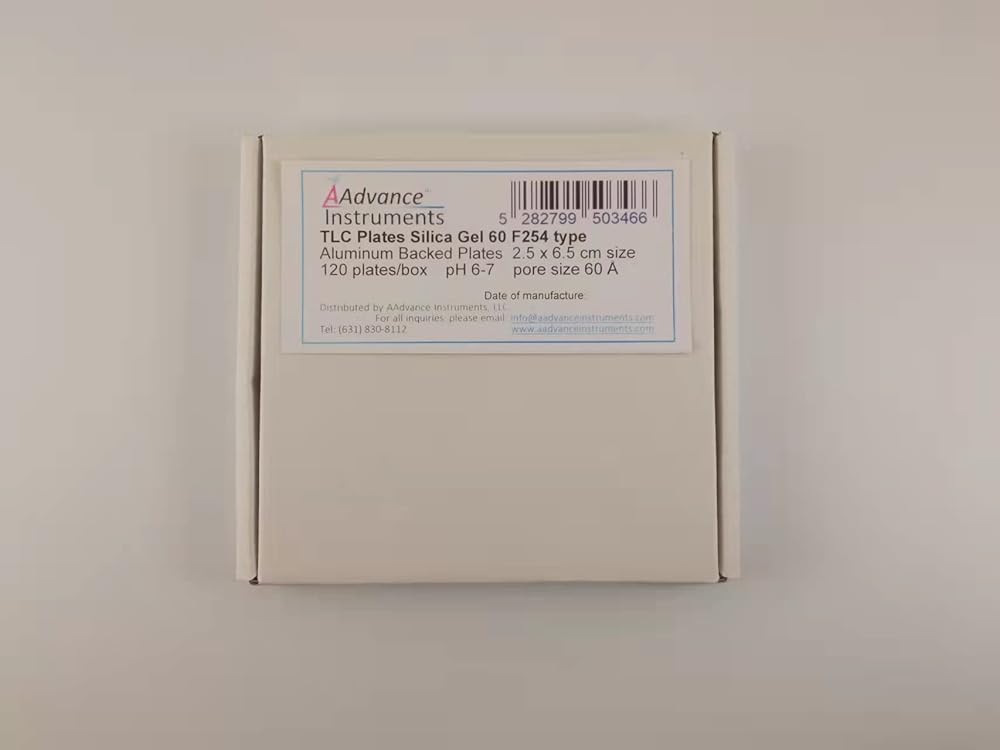 AAdvance™
Instruments
5 282799 503466
TLC Plates Silica Gel 60 F254 type
Aluminum Backed Plates 2.5 x 6.5 cm size
120 plates/box pH 6-7 pore size 60 Å
Date of manufacture:
Distributed by AAdvance Instruments, LLC
For all inquiries: please email: info@aadvanceinstruments.com
Tel: (631) 830-8112 www.aadvanceinstruments.com